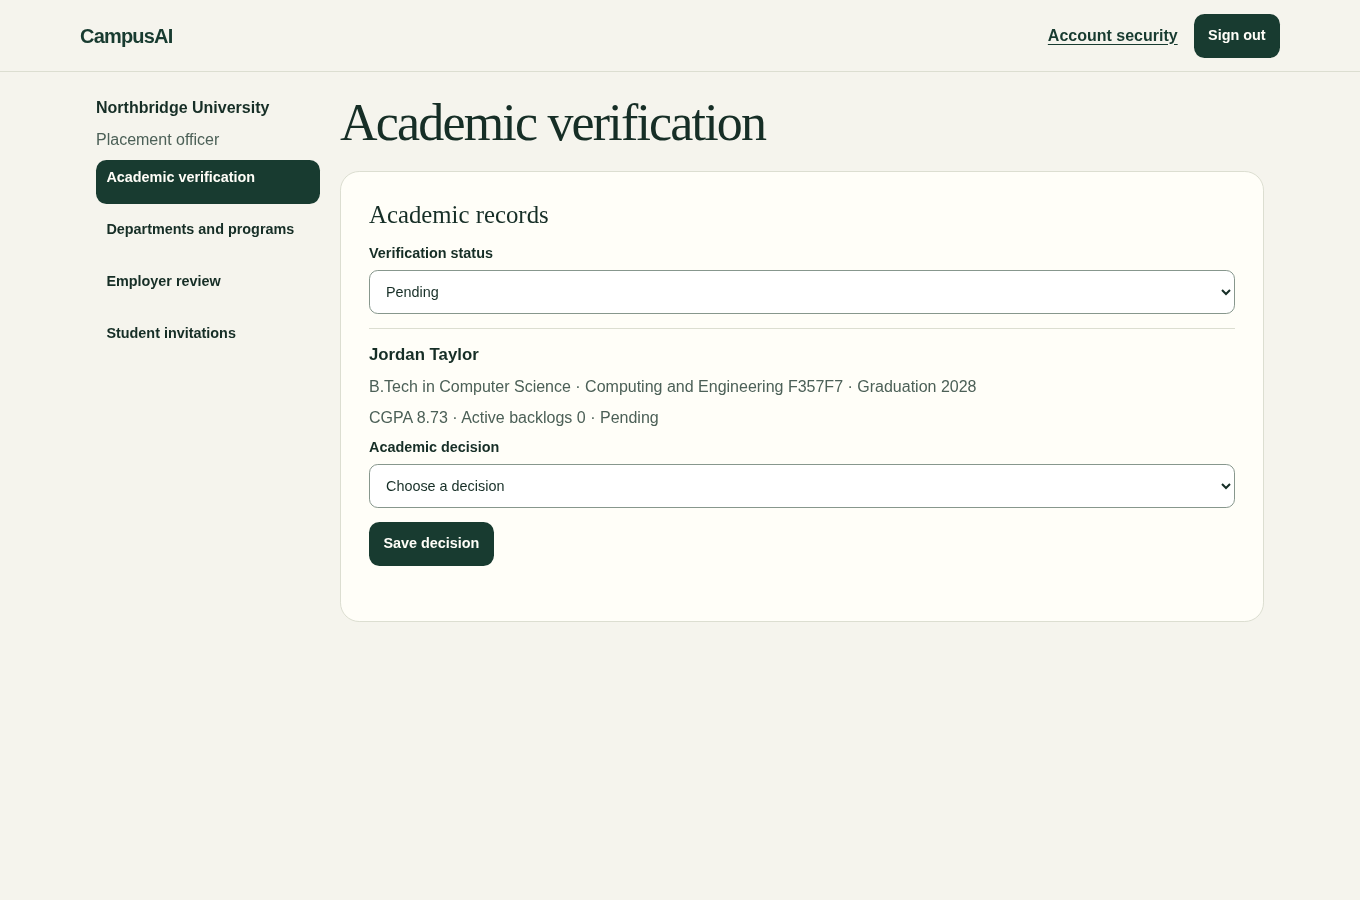 CampusAI
Account security
Sign out
Northbridge University
Placement officer
Academic verification
Departments and programs
Employer review
Student invitations
Academic verification
Academic records
Verification status
Pending
Jordan Taylor
B.Tech in Computer Science · Computing and Engineering F357F7 · Graduation 2028
CGPA 8.73 · Active backlogs 0 · Pending
Academic decision
Choose a decision
Save decision